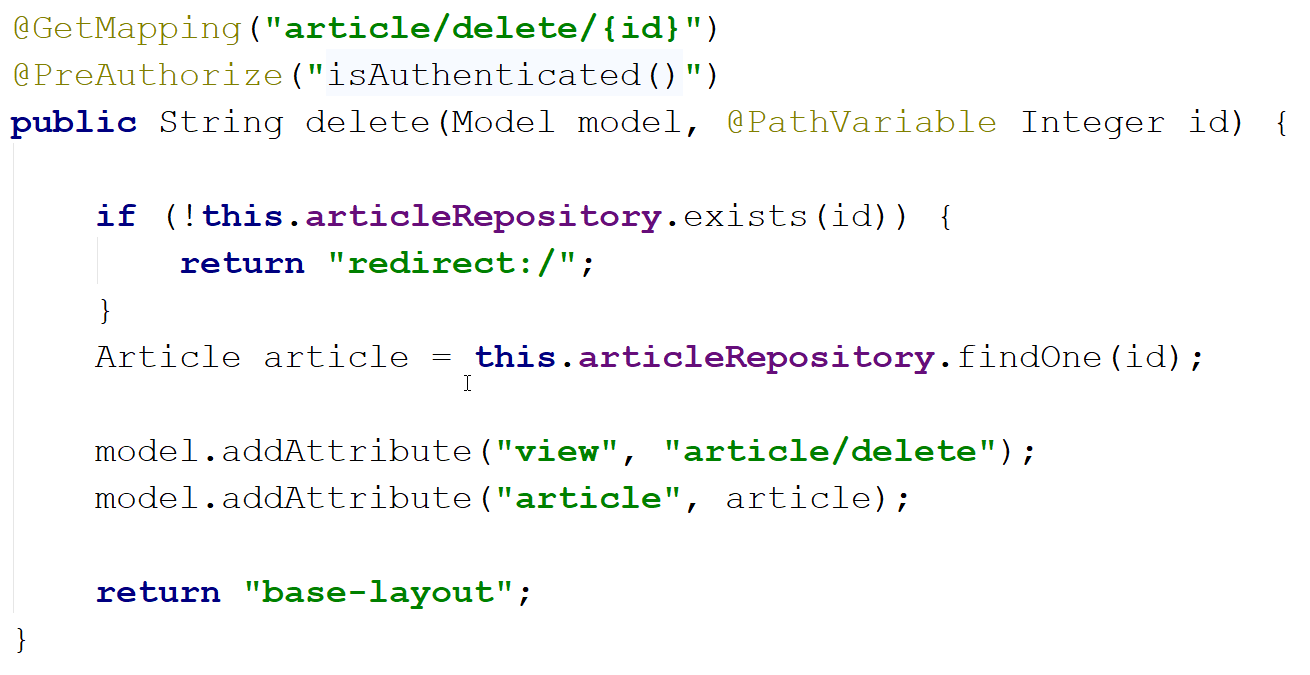 @GetMapping("article/delete/{id}")
@PreAuthorize("isAuthenticated()")
public String delete(Model model, @PathVariable Integer id) {
if (!this.articleRepository.exists(id)) {
return "redirect:/";
}
Article article = this.articleRepository.findOne(id);
model.addAttribute("view", "article/delete");
model.addAttribute("article", article);
return "base-layout";
}